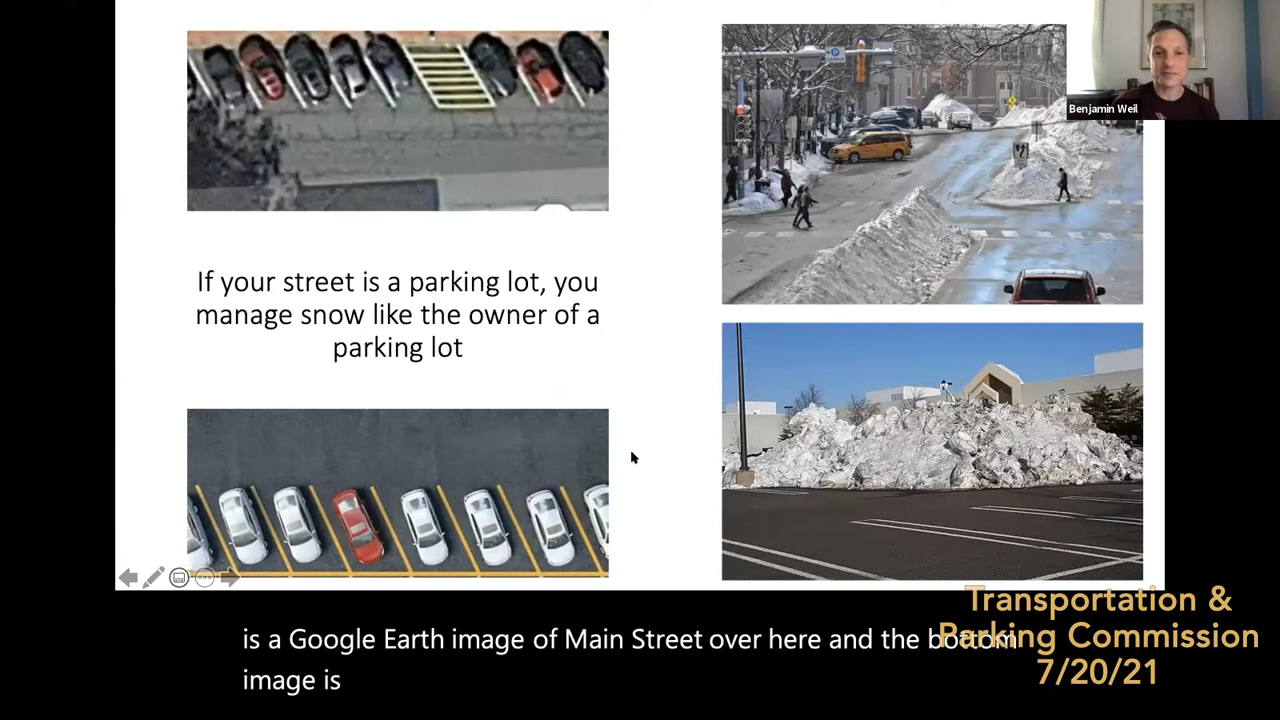 Benjamin Weil
If your street is a parking lot, you
manage snow like the owner of a
parking lot
is a Google Earth image of Main Street over here and the bottom
image is
Transportation &
Parking Commission
7/20/21